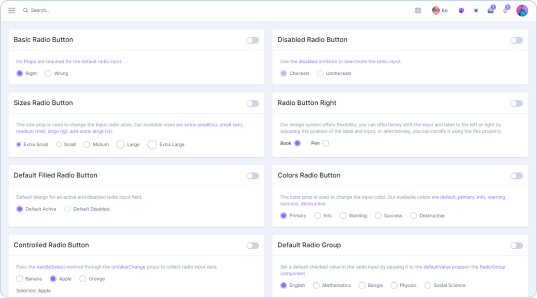 Search...
En
Basic Radio Button
No Props are required for the default radio input.
Right Wrong
Disabled Radio Button
Use the disabled attribute to deactivate the radio input.
Checked Unchecked
Sizes Radio Button
The size prop is used to change the input radio sizes. Our available sizes are extra-small(xs), small (sm),
medium (md), large (lg), and extra-large (xl).
Extra Small Small Midium Large Extra Large
Radio Button Right
Our design system offers flexibility, you can effortlessly shift the input and label to the left or right by
adjusting the position of the label and input, or alternatively, you can modify it using the flex property.
Book Pen
Default Filled Radio Button
Default design for an active and disabled radio input field.
Default Active Default Disabled
Colors Radio Button
The color prop is used to change the input color. Our available colors are default, primary, info, warning,
success, destructive
Primary Info Warning Success Destructive
Controlled Radio Button
Pass the handleSelect method through the onValueChange props to collect radio input data.
Banana Apple Orange
Selection: Apple
Default Radio Group
Set a default checked value in the radio input by passing it to the defaultValue propson the RadioGroup
component.
English Mathematics Bangla Physics Social Science